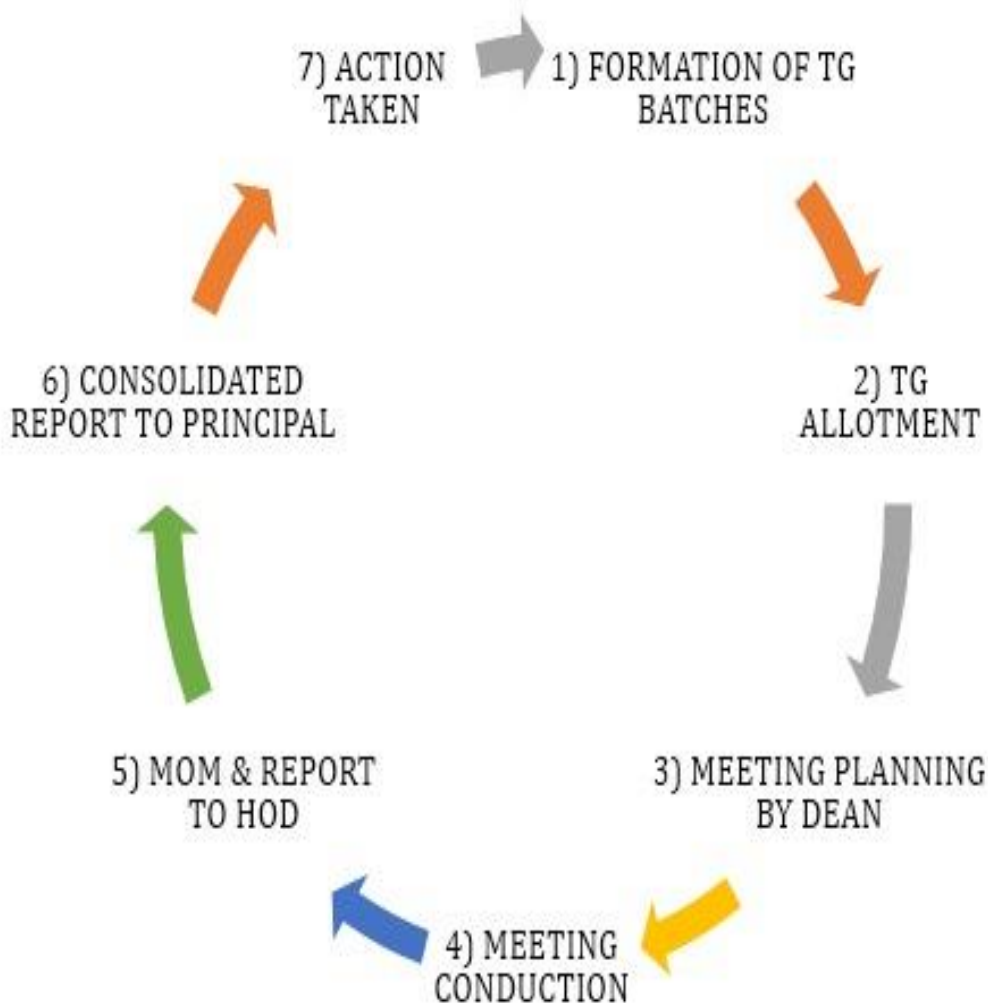 1) FORMATION OF TG
BATCHES
2) TG
ALLOTMENT
3) MEETING PLANNING
BY DEAN
4) MEETING
CONDUCTION
5) MOM & REPORT
TO HOD
6) CONSOLIDATED
REPORT TO PRINCIPAL
7) ACTION
TAKEN